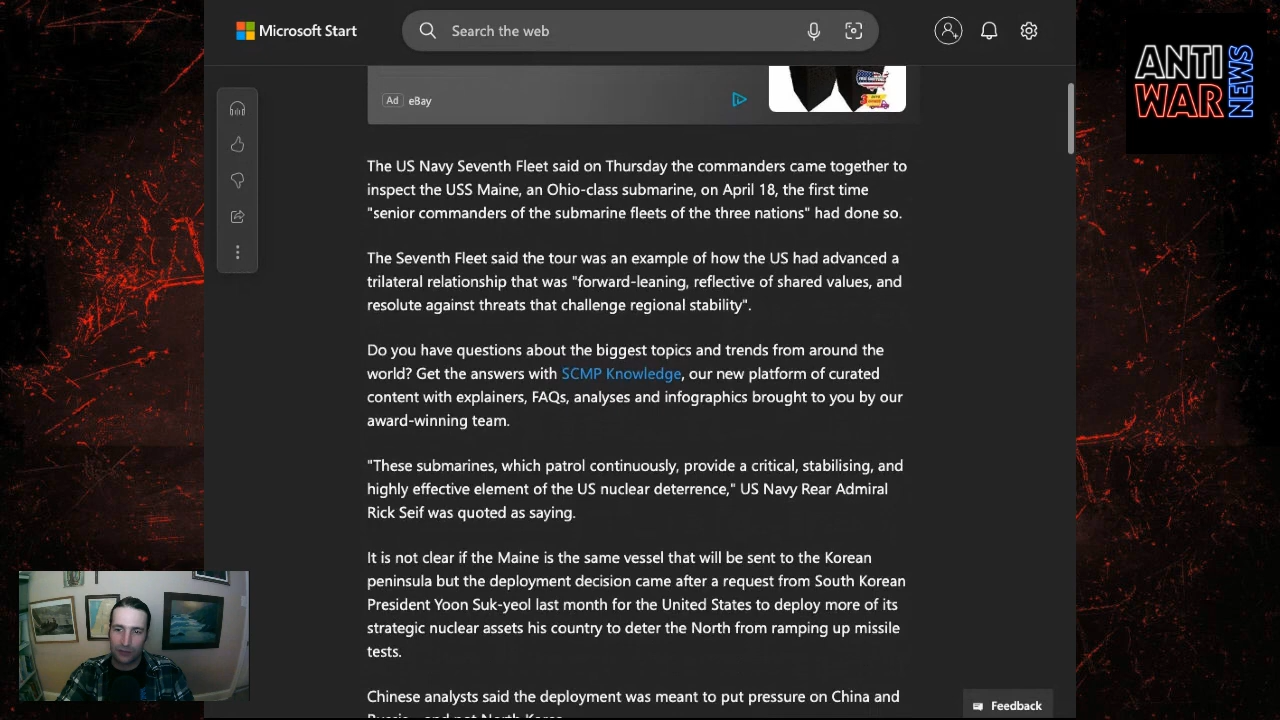 Microsoft Start
Search the web
ANTI
WAR
NEWS
Ad eBay
The US Navy Seventh Fleet said on Thursday the commanders came together to
inspect the USS Maine, an Ohio-class submarine, on April 18, the first time
"senior commanders of the submarine fleets of the three nations" had done so.
The Seventh Fleet said the tour was an example of how the US had advanced a
trilateral relationship that was "forward-leaning, reflective of shared values, and
resolute against threats that challenge regional stability".
Do you have questions about the biggest topics and trends from around the
world? Get the answers with SCMP Knowledge, our new platform of curated
content with explainers, FAQs, analyses and infographics brought to you by our
award-winning team.
"These submarines, which patrol continuously, provide a critical, stabilising, and
highly effective element of the US nuclear deterrence," US Navy Rear Admiral
Rick Seif was quoted as saying.
It is not clear if the Maine is the same vessel that will be sent to the Korean
peninsula but the deployment decision came after a request from South Korean
President Yoon Suk-yeol last month for the United States to deploy more of its
strategic nuclear assets his country to deter the North from ramping up missile
tests.
Chinese analysts said the deployment was meant to put pressure on China and
Feedback